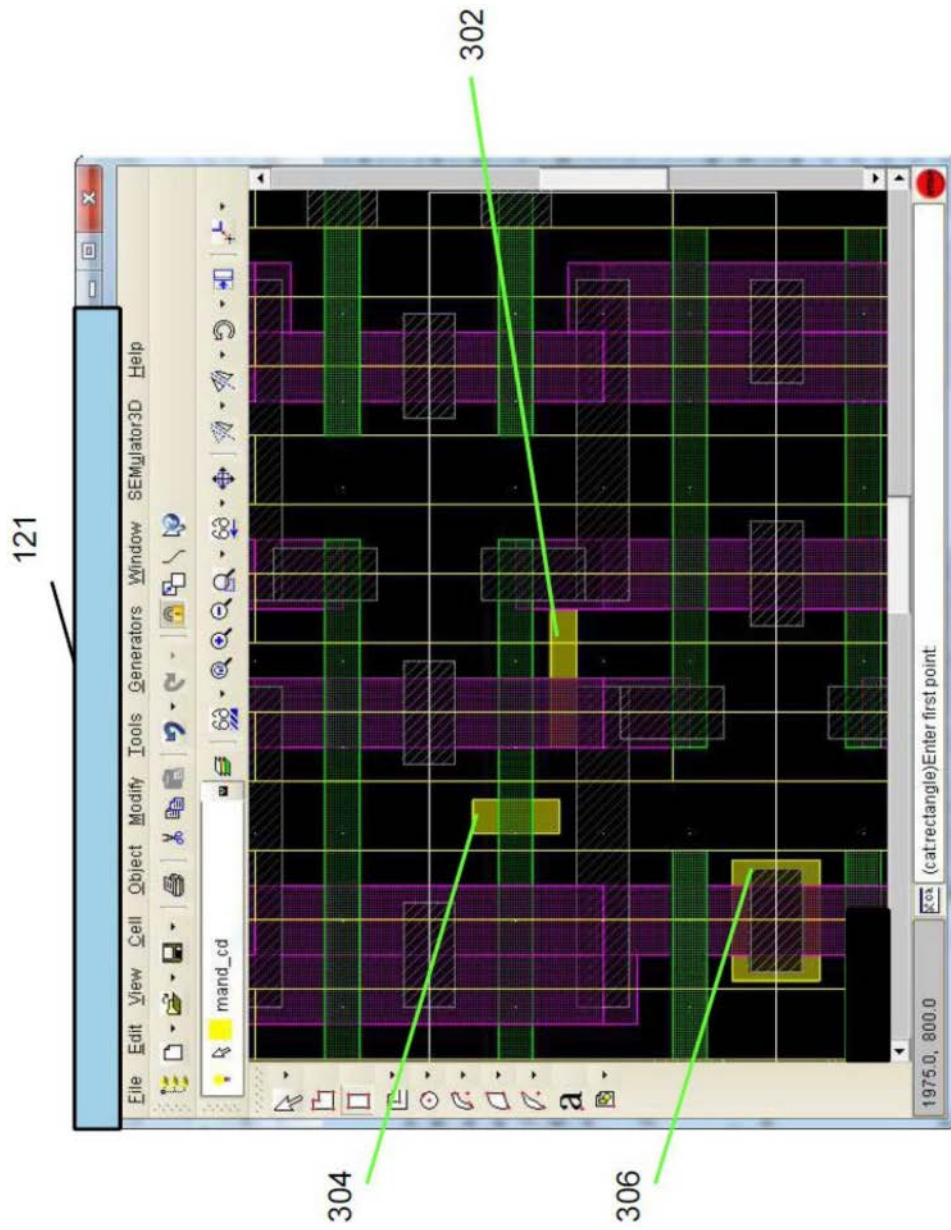 121
File Edit View Cell Object Modify Tools Generators Window SEMulator3D Help
mand_cd
a
302
304
306
1975.0, 800.0
(cat:rectangle)Enter first point: